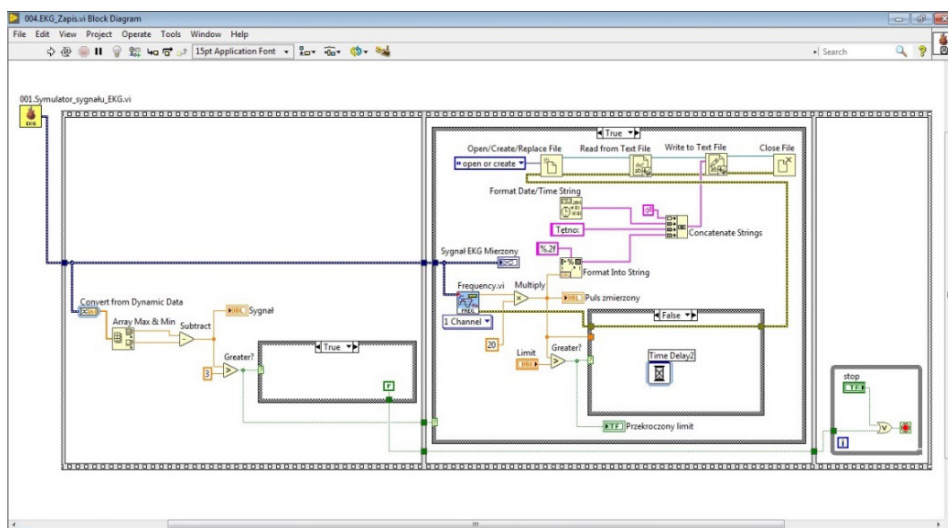 004.EKG_Zapis.vi Block Diagram
File Edit View Project Operate Tools Window Help
15pt Application Font
Search
001.Symulator_sygnału_EKG.vi
EKG
True
Open/Create/Replace File
Read from Text File
Write to Text File
Close File
open or create
Format Date/Time String
Tętno:
Concatenate Strings
Sygnał EKG Mierzony
%.2f
Format Into String
Convert from Dynamic Data
Frequency.vi
Multiply
FREQ
Puls zmierzony
Array Max & Min
Subtract
Sygnał
1 Channel
False
20
Greater?
True
Limit
Greater?
Time Delay2
3
F
stop
TF
TF
Przekroczony limit
i